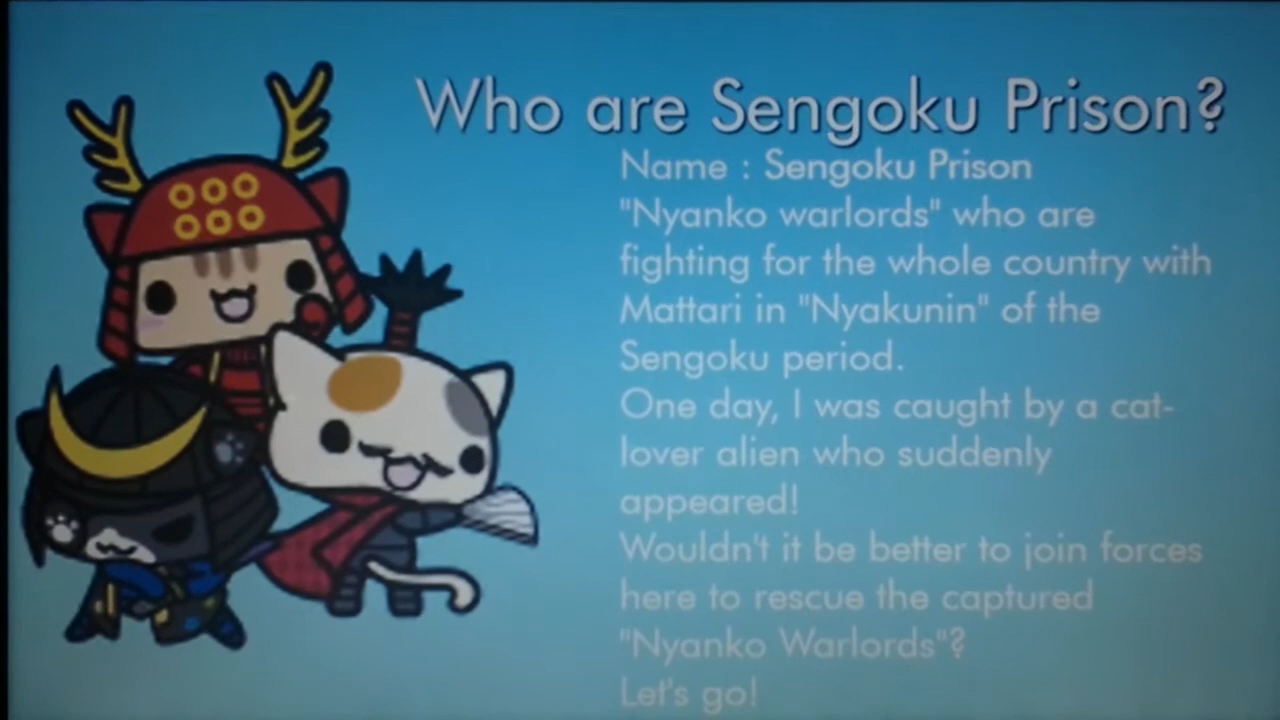 Who are Sengoku Prison?
Name : Sengoku Prison
"Nyanko warlords" who are
fighting for the whole country with
Mattari in "Nyakunin" of the
Sengoku period.
One day, I was caught by a cat-
lover alien who suddenly
appeared!
Wouldn't it be better to join forces
here to rescue the captured
"Nyanko Warlords"?
Let's go!